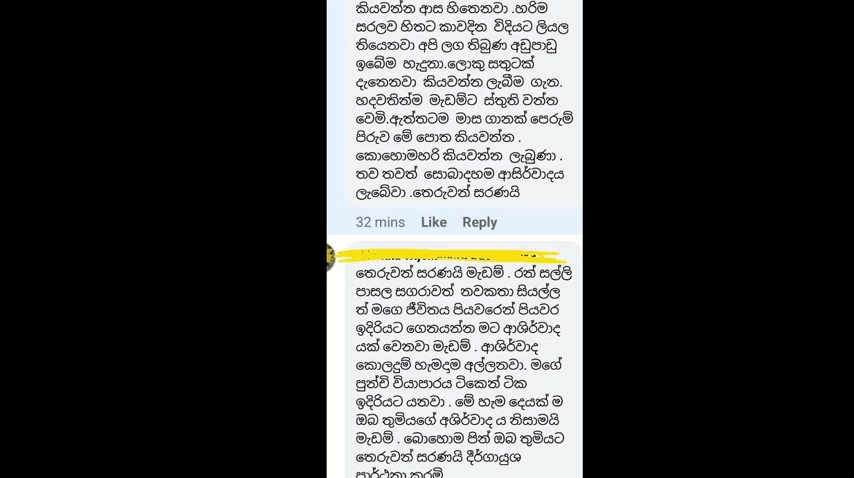 කියවන්න ආස හිතෙනවා .හරිම
සරලව හිතට කාවදින විදියට ලියල
තියෙනවා අපි ලග තිබුණ අඩුපාඩු
ඉබේම හැදුනා.ලොකු සතුටක්
දැනෙනවා කියවන්න ලැබීම ගැන.
හදවතින්ම මැඩම්ට ස්තුති වන්ත
වෙමි.ඇත්තටම මාස ගානක් පෙරුම්
පිරුව මේ පොත කියවන්න .
කොහොමහරි කියවන්න ලැබුණා .
තව තවත් සොබාදහම ආසිර්වාදය
ලැබේවා .තෙරුවන් සරණයි
32 mins Like Reply
තෙරුවන් සරණයි මැඩම් . රන් සල්ලි
පාසල සගරාවත් නවකතා සියල්ල
ත් මගෙ ජීවිතය පියවරෙන් පියවර
ඉදිරියට ගෙනයන්න මට ආශිර්වාද
යක් වෙනවා මැඩම් . ආශිර්වාද
කොලදුම් හැමදාම අල්ලනවා. මගේ
පුන්චි ව්යාපාරය ටිකෙන් ටික
ඉදිරියට යනවා . මේ හැම දෙයක් ම
ඔබ තුමියගේ අශිර්වාද ය නිසාමයි
මැඩම් . බොහොම පින් ඔබ තුමියට
තෙරුවන් සරණයි දීර්ගායුශ
ප්‍රාර්ථනා කරමි